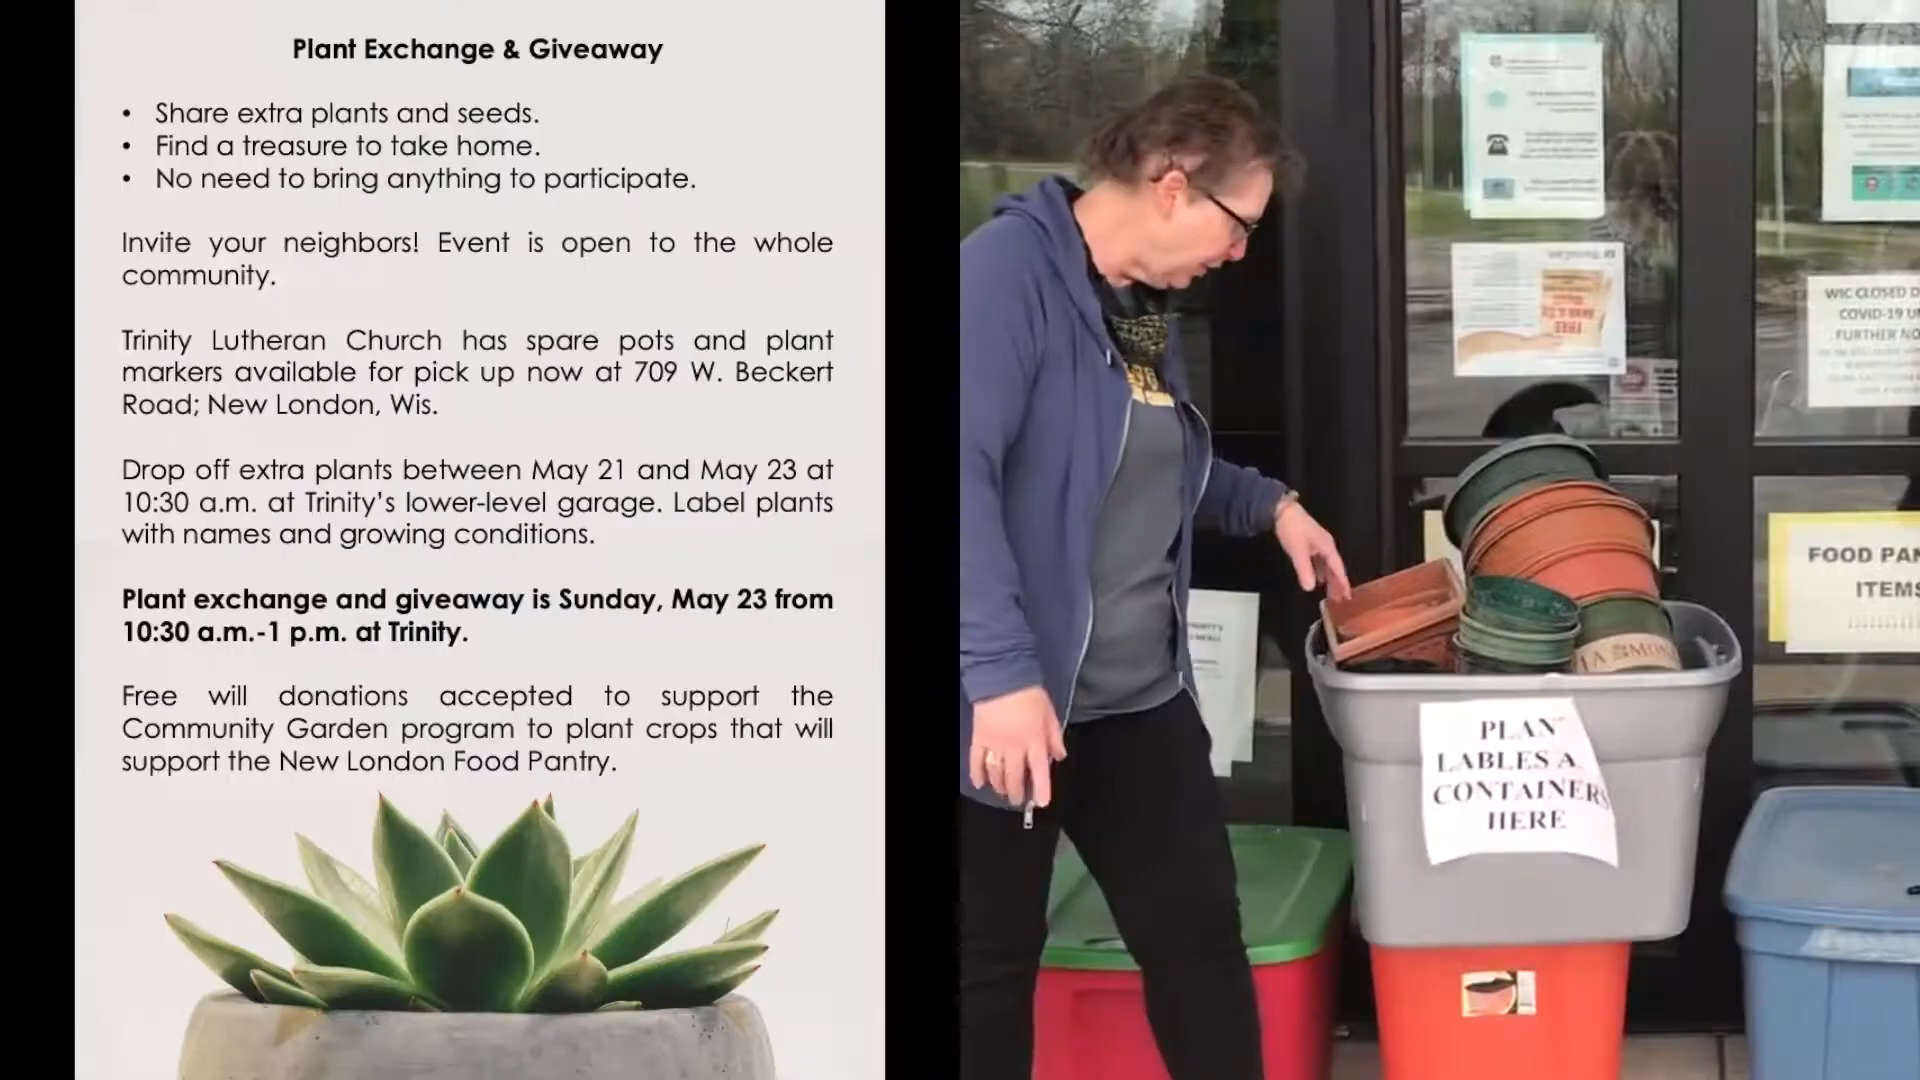 Plant Exchange & Giveaway
• Share extra plants and seeds.
• Find a treasure to take home.
• No need to bring anything to participate.
Invite your neighbors! Event is open to the whole
community.
Trinity Lutheran Church has spare pots and plant
markers available for pick up now at 709 W. Beckert
Road; New London, Wis.
Drop off extra plants between May 21 and May 23 at
10:30 a.m. at Trinity's lower-level garage. Label plants
with names and growing conditions.
Plant exchange and giveaway is Sunday, May 23 from
10:30 a.m.-1 p.m. at Trinity.
Free will donations accepted to support the
Community Garden program to plant crops that will
support the New London Food Pantry.
WIC CLOSED D
COVID-19 UN
FURTHER NO
FOOD PAN
ITEMS
PLAN
LABLES A
CONTAINERS
HERE
FREE